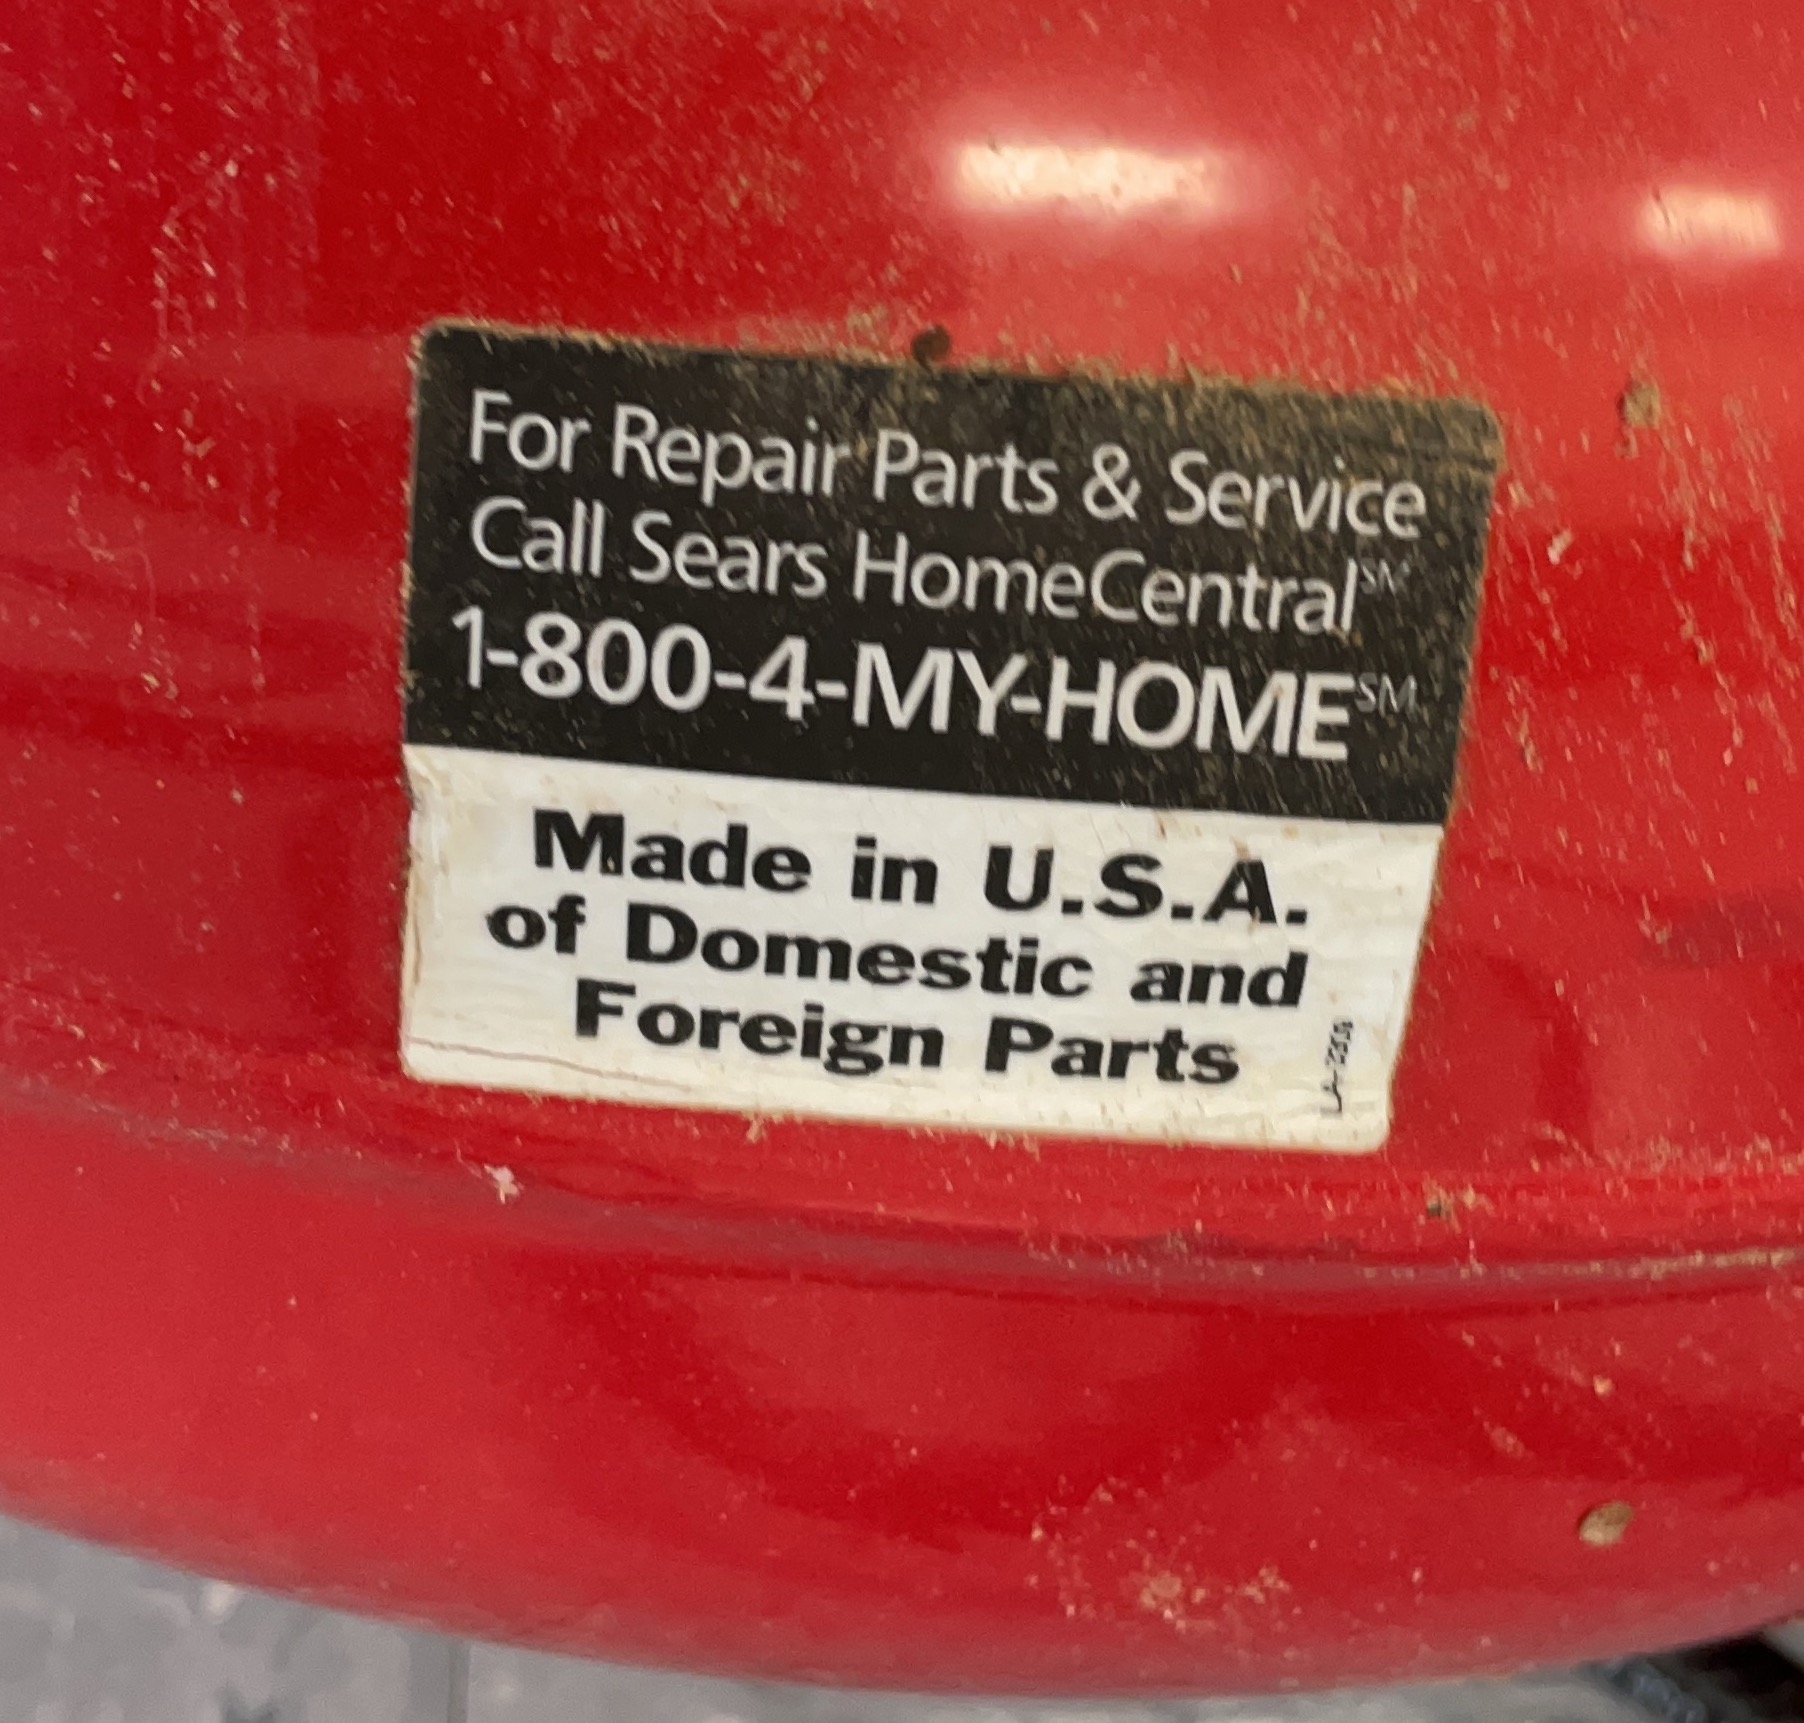 For Repair Parts & Service
Call Sears HomeCentral℠
1-800-4-MY-HOME℠
Made in U.S.A.
of Domestic and
Foreign Parts